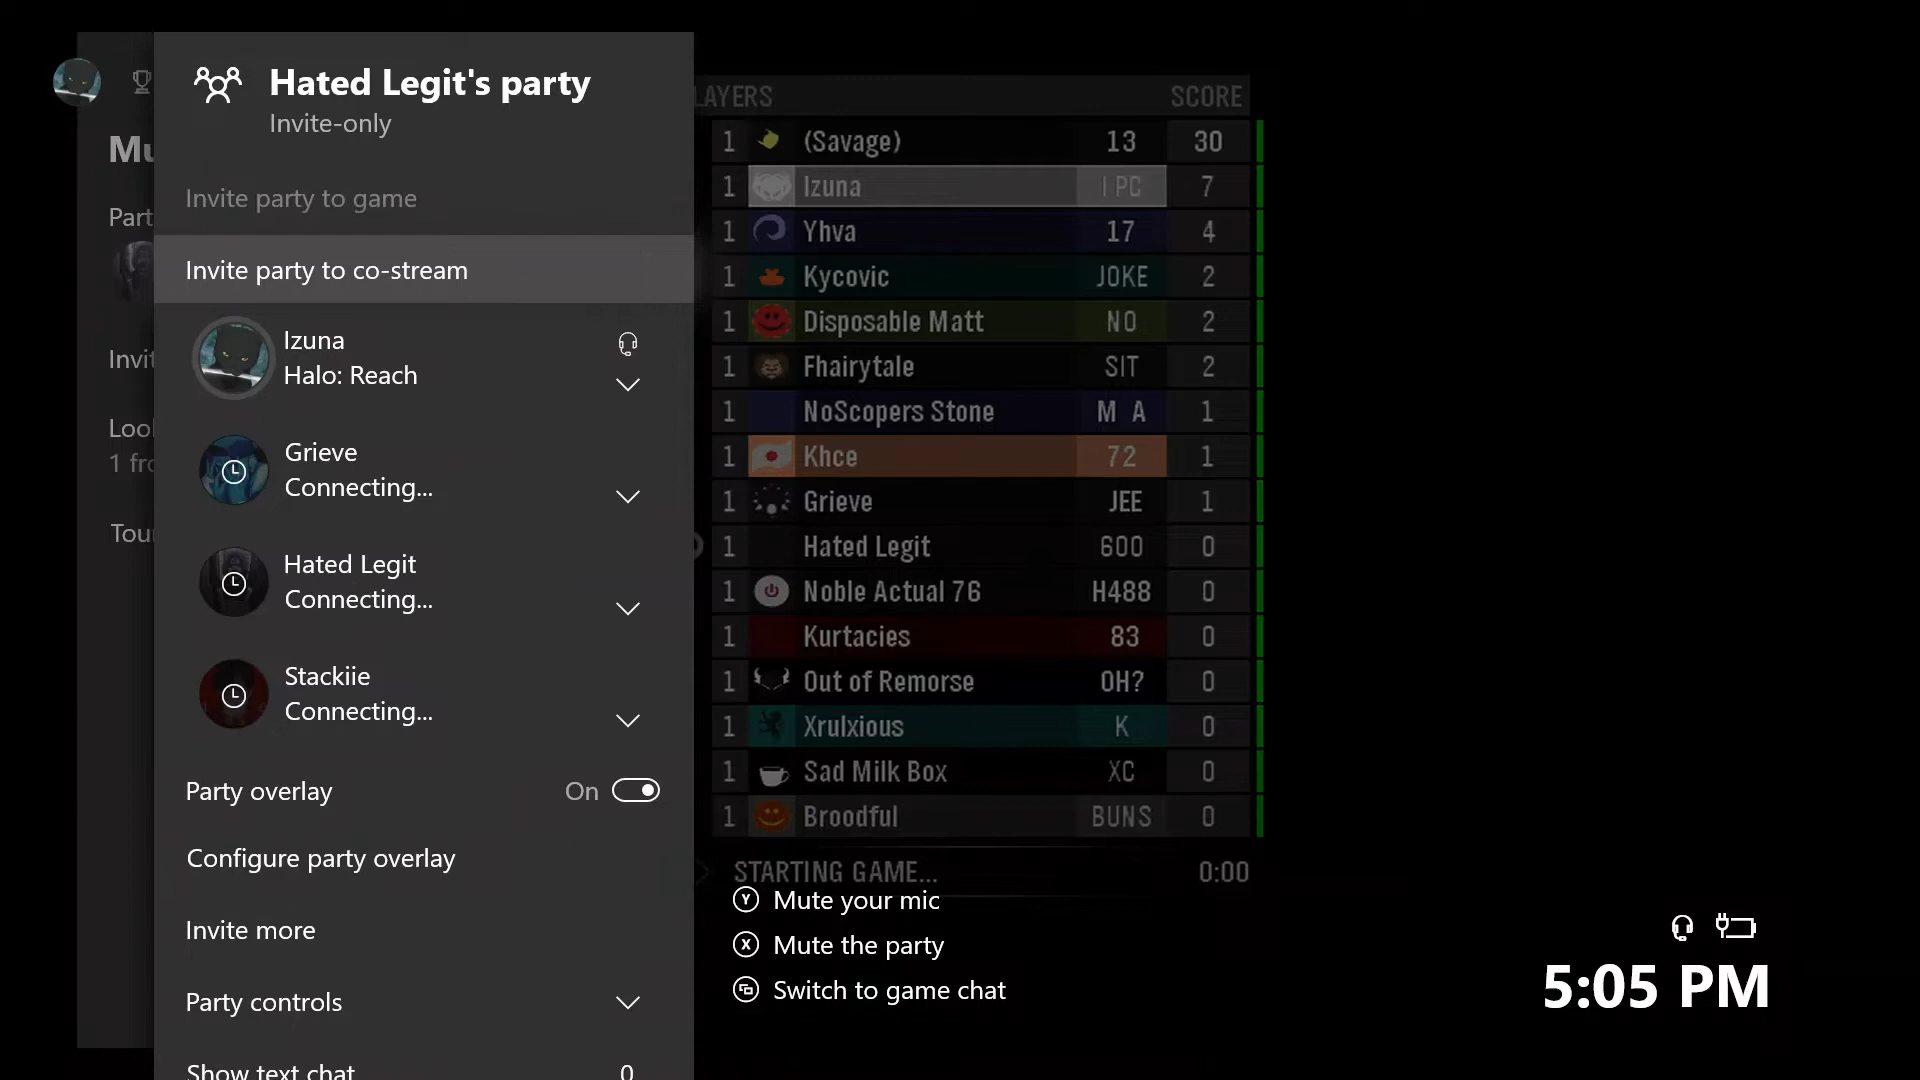 Hated Legit's party
Invite-only
Mu
Part
Invit
Lool
1 fro
Tour
Invite party to game
Invite party to co-stream
Izuna
Halo: Reach
Grieve
Connecting...
Hated Legit
Connecting...
Stackiie
Connecting...
Party overlay On
Configure party overlay
Invite more
Party controls
Show text chat 0
LAYERS SCORE
1 (Savage) 13 30
1 Izuna I PC 7
1 Yhva 17 4
1 Kycovic JOKE 2
1 Disposable Matt NO 2
1 Fhairytale SIT 2
1 NoScopers Stone M A 1
1 Khce 72 1
1 Grieve JEE 1
1 Hated Legit 600 0
1 Noble Actual 76 H488 0
1 Kurtacies 83 0
1 Out of Remorse OH? 0
1 Xrulxious K 0
1 Sad Milk Box XC 0
1 Broodful BUNS 0
STARTING GAME... 0:00
Y Mute your mic
X Mute the party
Switch to game chat
5:05 PM